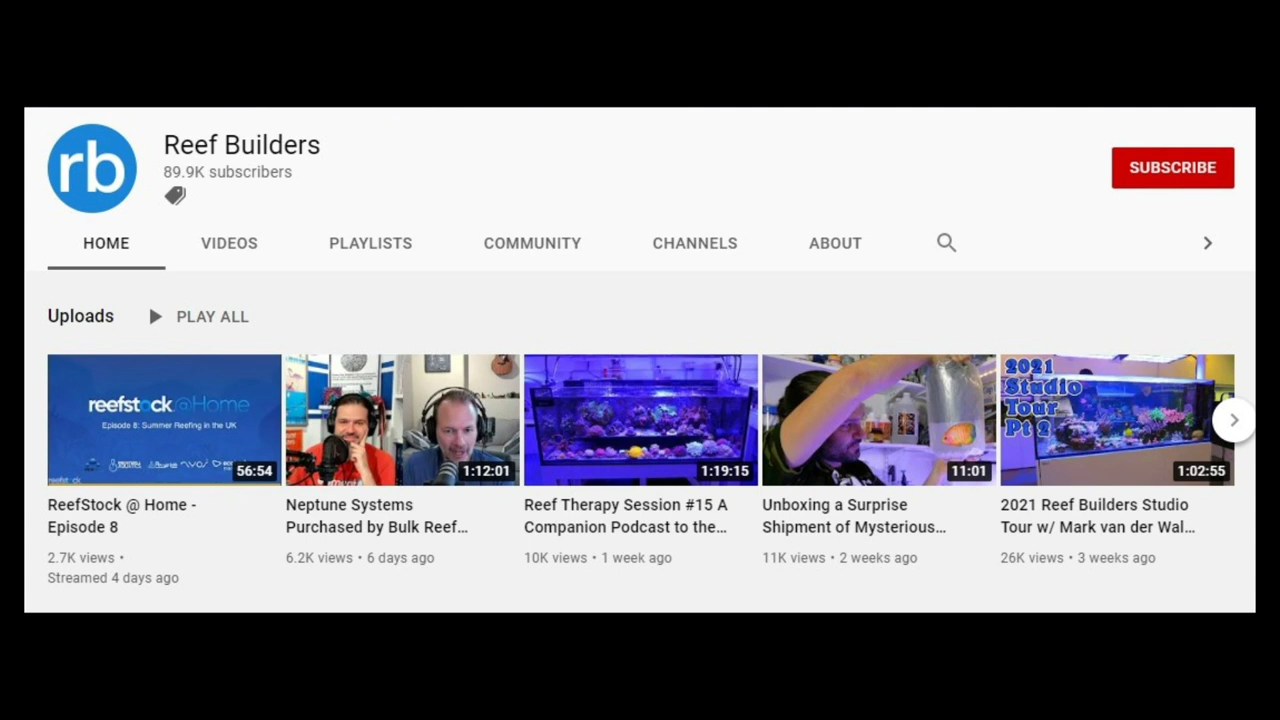 rb
Reef Builders
89.9K subscribers
SUBSCRIBE
HOME VIDEOS PLAYLISTS COMMUNITY CHANNELS ABOUT
Uploads PLAY ALL
reefstock@Home
Episode 8: Summer Reefing in the UK
56:54
1:12:01
1:19:15
11:01
2021
Studio
Tour
Pt 2
1:02:55
ReefStock @ Home -
Episode 8
2.7K views •
Streamed 4 days ago
Neptune Systems
Purchased by Bulk Reef...
6.2K views • 6 days ago
Reef Therapy Session #15 A
Companion Podcast to the...
10K views • 1 week ago
Unboxing a Surprise
Shipment of Mysterious...
11K views • 2 weeks ago
2021 Reef Builders Studio
Tour w/ Mark van der Wal...
26K views • 3 weeks ago